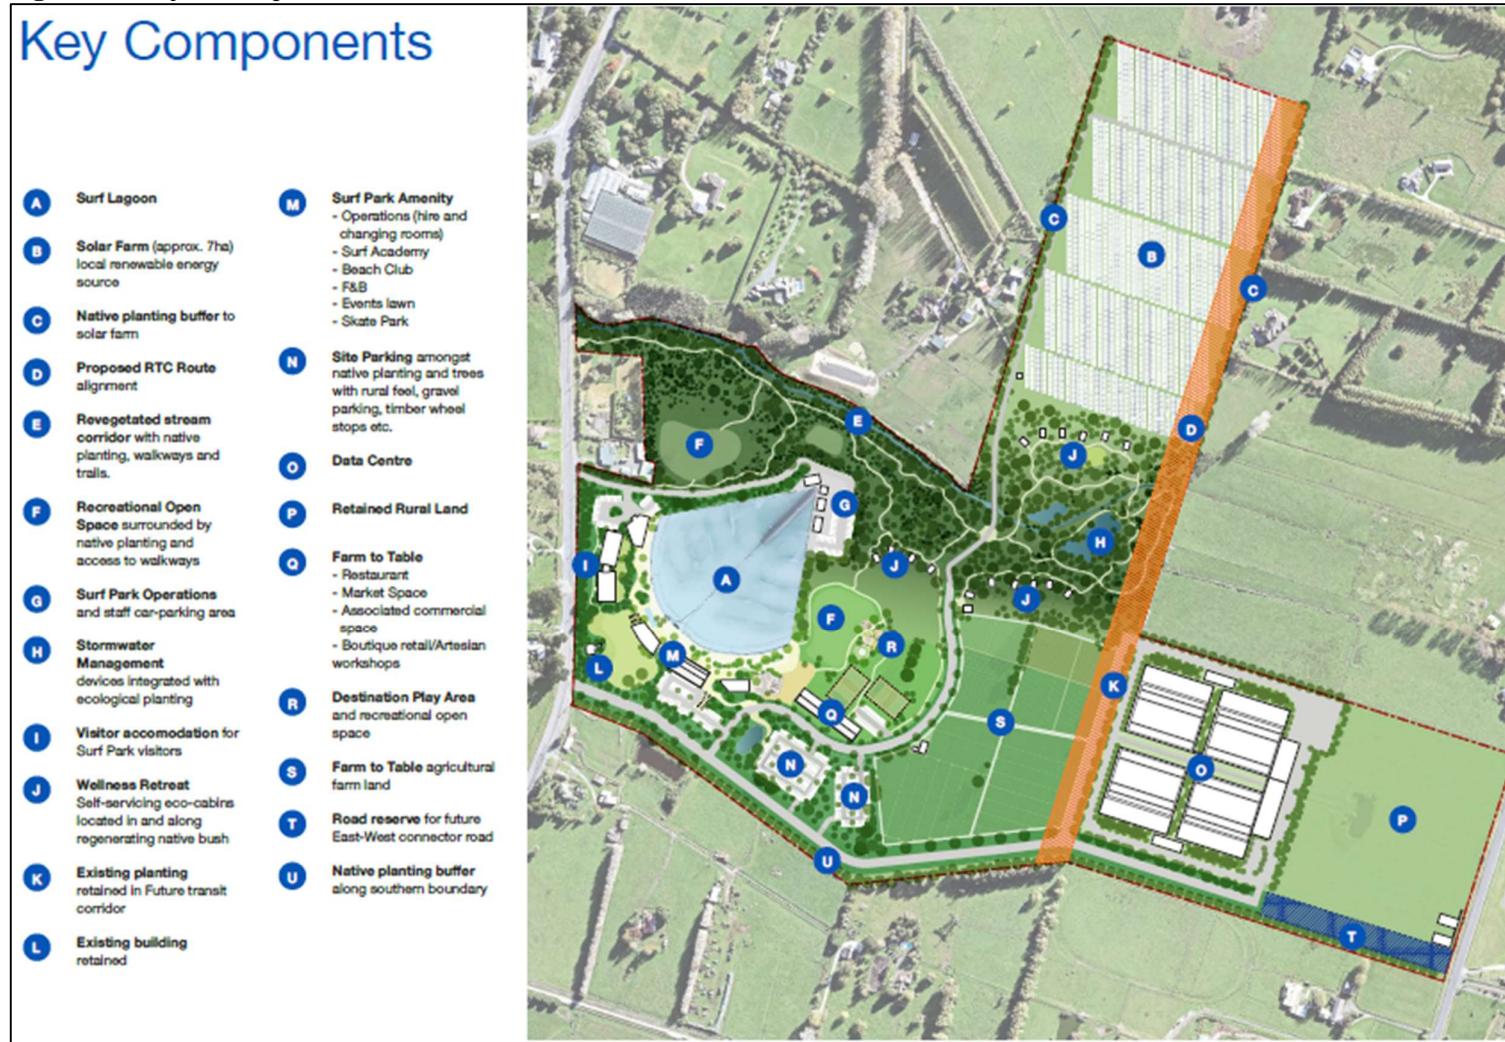 Key Components
A Surf Lagoon
B Solar Farm (approx. 7ha)
local renewable energy
source
C Native planting buffer to
solar farm
D Proposed RTC Route
alignment
E Revegetated stream
corridor with native
planting, walkways and
trails.
F Recreational Open
Space surrounded by
native planting and
access to walkways
G Surf Park Operations
and staff car-parking area
H Stormwater
Management
devices integrated with
ecological planting
I Visitor accomodation for
Surf Park visitors
J Wellness Retreat
Self-servicing eco-cabins
located in and along
regenerating native bush
K Existing planting
retained in Future transit
corridor
L Existing building
retained
M Surf Park Amenity
- Operations (hire and
changing rooms)
- Surf Academy
- Beach Club
- F&B
- Events lawn
- Skate Park
N Site Parking amongst
native planting and trees
with rural feel, gravel
parking, timber wheel
stops etc.
O Data Centre
P Retained Rural Land
Q Farm to Table
- Restaurant
- Market Space
- Associated commercial
space
- Boutique retail/Artesian
workshops
R Destination Play Area
and recreational open
space
S Farm to Table agricultural
farm land
T Road reserve for future
East-West connector road
U Native planting buffer
along southern boundary
C
B
C
E
D
F
J
G
H
I
A
J
J
F
R
M
L
K
Q
S
N
O
N
P
U
T